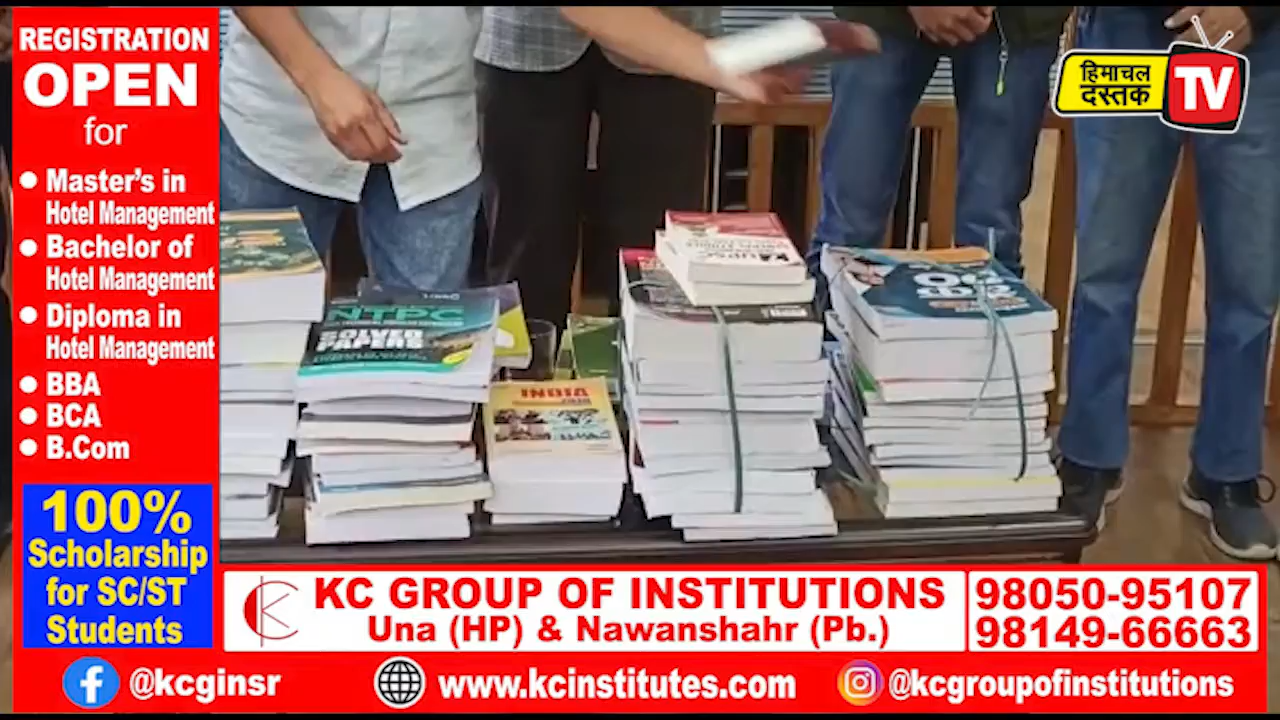 REGISTRATION
OPEN
for
Master's in
Hotel Management
Bachelor of
Hotel Management
Diploma in
Hotel Management
BBA
BCA
B.Com
100%
Scholarship
for SC/ST
Students
हिमाचल
दस्तक
TV
NTPC
SOLVED
PAPERS
INDIA
UPSC
KC GROUP OF INSTITUTIONS
Una (HP) & Nawanshahr (Pb.)
98050-95107
98149-66663
@kcginsr
www.kcinstitutes.com
@kcgroupofinstitutions